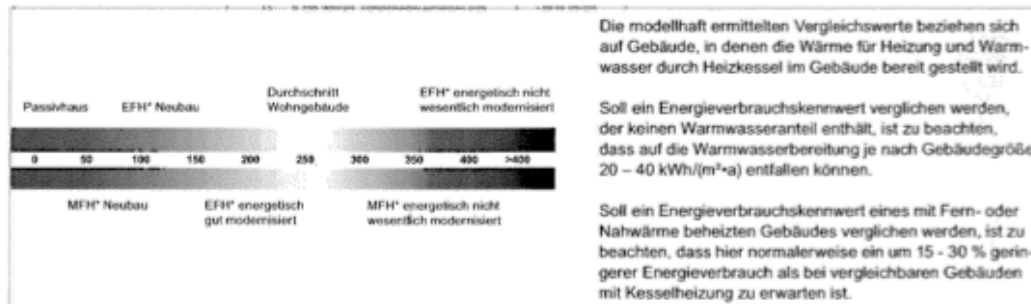 Passivhaus
EFH* Neubau
Durchschnitt
Wohngebäude
EFH* energetisch nicht
wesentlich modernisiert
0 50 100 150 200 250 300 350 400 >400
MFH* Neubau
EFH* energetisch
gut modernisiert
MFH* energetisch nicht
wesentlich modernisiert
Die modellhaft ermittelten Vergleichswerte beziehen sich
auf Gebäude, in denen die Wärme für Heizung und Warm-
wasser durch Heizkessel im Gebäude bereit gestellt wird.
Soll ein Energieverbrauchskennwert verglichen werden,
der keinen Warmwasseranteil enthält, ist zu beachten,
dass auf die Warmwasserbereitung je nach Gebäudegröße
20 – 40 kWh/(m²•a) entfallen können.
Soll ein Energieverbrauchskennwert eines mit Fern- oder
Nahwärme beheizten Gebäudes verglichen werden, ist zu
beachten, dass hier normalerweise ein um 15 - 30 % gerin-
gerer Energieverbrauch als bei vergleichbaren Gebäuden
mit Kesselheizung zu erwarten ist.